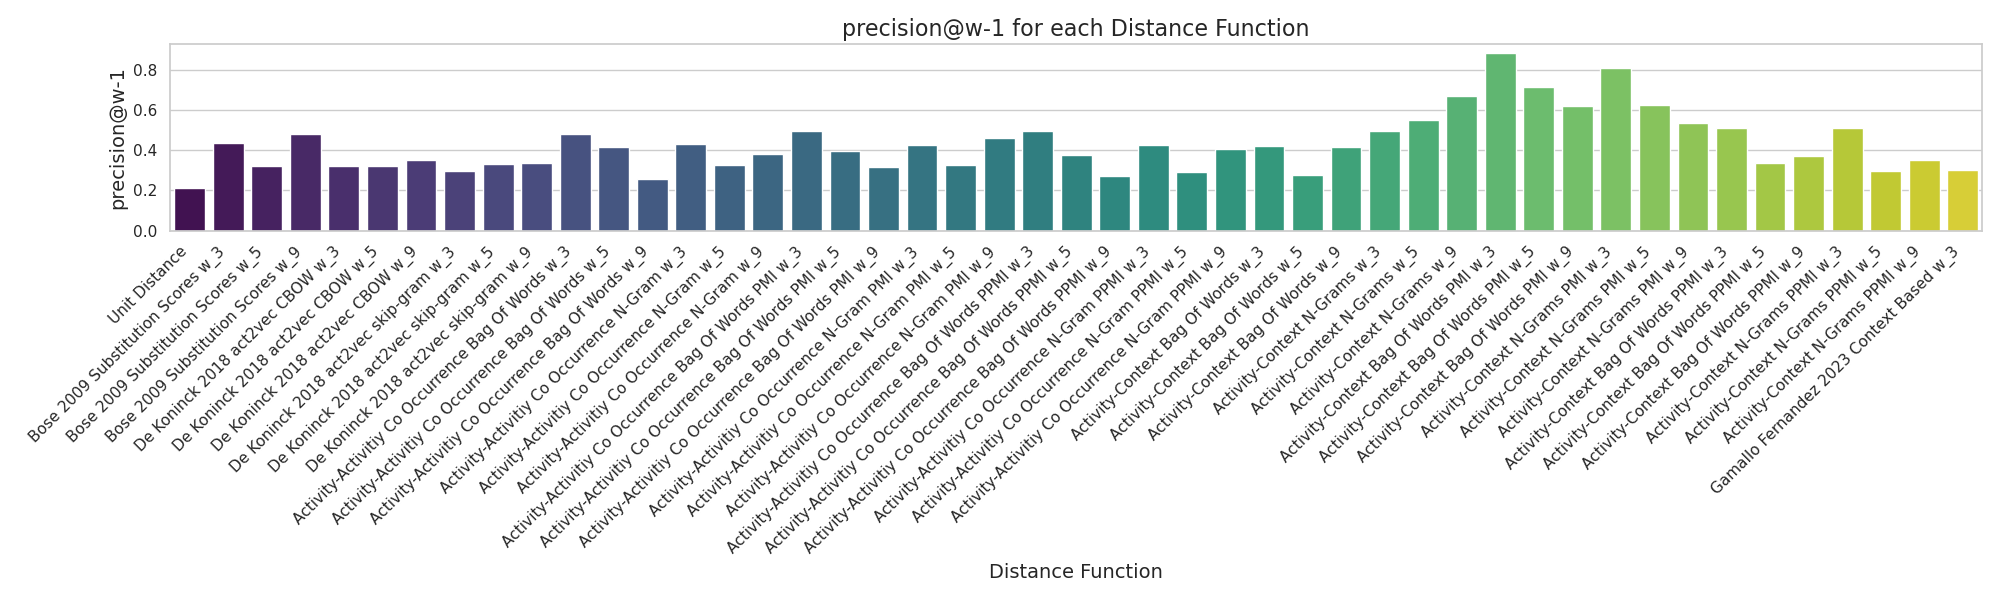 precision@w-1 for each Distance Function
precision@w-1
0.8
0.6
0.4
0.2
0.0
Unit Distance
Bose 2009 Substitution Scores w_3
Bose 2009 Substitution Scores w_5
Bose 2009 Substitution Scores w_9
De Koninck 2018 act2vec CBOW w_3
De Koninck 2018 act2vec CBOW w_5
De Koninck 2018 act2vec CBOW w_9
De Koninck 2018 act2vec skip-gram w_3
De Koninck 2018 act2vec skip-gram w_5
De Koninck 2018 act2vec skip-gram w_9
Activity-Activitiy Co Occurrence Bag Of Words w_3
Activity-Activitiy Co Occurrence Bag Of Words w_5
Activity-Activitiy Co Occurrence Bag Of Words w_9
Activity-Activitiy Co Occurrence N-Gram w_3
Activity-Activitiy Co Occurrence N-Gram w_5
Activity-Activitiy Co Occurrence N-Gram w_9
Activity-Activitiy Co Occurrence Bag Of Words PMI w_3
Activity-Activitiy Co Occurrence Bag Of Words PMI w_5
Activity-Activitiy Co Occurrence Bag Of Words PMI w_9
Activity-Activitiy Co Occurrence N-Gram PMI w_3
Activity-Activitiy Co Occurrence N-Gram PMI w_5
Activity-Activitiy Co Occurrence N-Gram PMI w_9
Activity-Activitiy Co Occurrence Bag Of Words PPMI w_3
Activity-Activitiy Co Occurrence Bag Of Words PPMI w_5
Activity-Activitiy Co Occurrence Bag Of Words PPMI w_9
Activity-Activitiy Co Occurrence N-Gram PPMI w_3
Activity-Activitiy Co Occurrence N-Gram PPMI w_5
Activity-Activitiy Co Occurrence N-Gram PPMI w_9
Activity-Context Bag Of Words w_3
Activity-Context Bag Of Words w_5
Activity-Context Bag Of Words w_9
Activity-Context N-Grams w_3
Activity-Context N-Grams w_5
Activity-Context N-Grams w_9
Activity-Context Bag Of Words PMI w_3
Activity-Context Bag Of Words PMI w_5
Activity-Context Bag Of Words PMI w_9
Activity-Context N-Grams PMI w_3
Activity-Context N-Grams PMI w_5
Activity-Context N-Grams PMI w_9
Activity-Context Bag Of Words PPMI w_3
Activity-Context Bag Of Words PPMI w_5
Activity-Context Bag Of Words PPMI w_9
Activity-Context N-Grams PPMI w_3
Activity-Context N-Grams PPMI w_5
Activity-Context N-Grams PPMI w_9
Gamallo Fernandez 2023 Context Based w_3
Distance Function